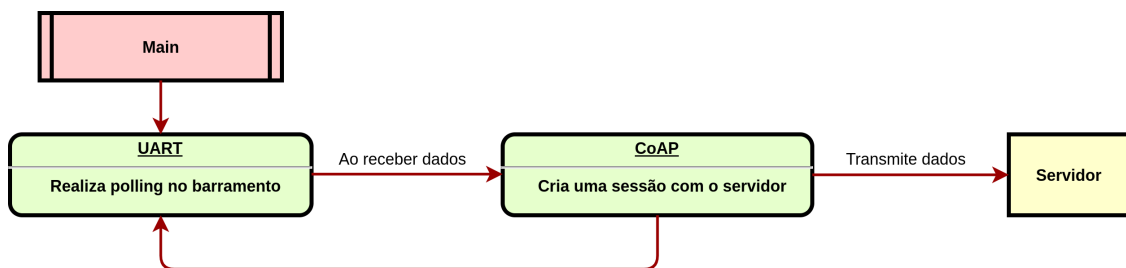 Main
UART
Realiza polling no barramento
Ao receber dados
CoAP
Cria uma sessão com o servidor
Transmite dados
Servidor